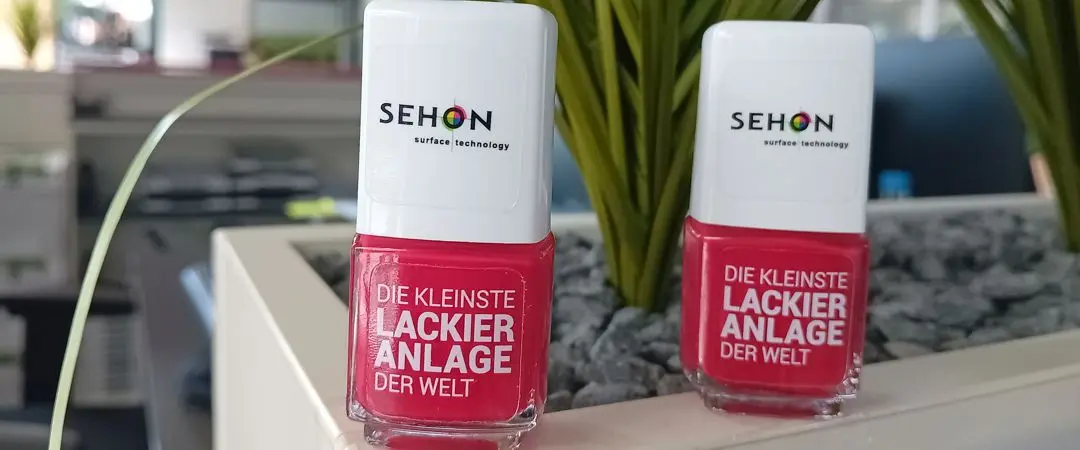 SEHON
surface technology
DIE KLEINSTE
LACKIER
ANLAGE
DER WELT
SEHON
surface technology
DIE KLEINSTE
LACKIER
ANLAGE
DER WELT